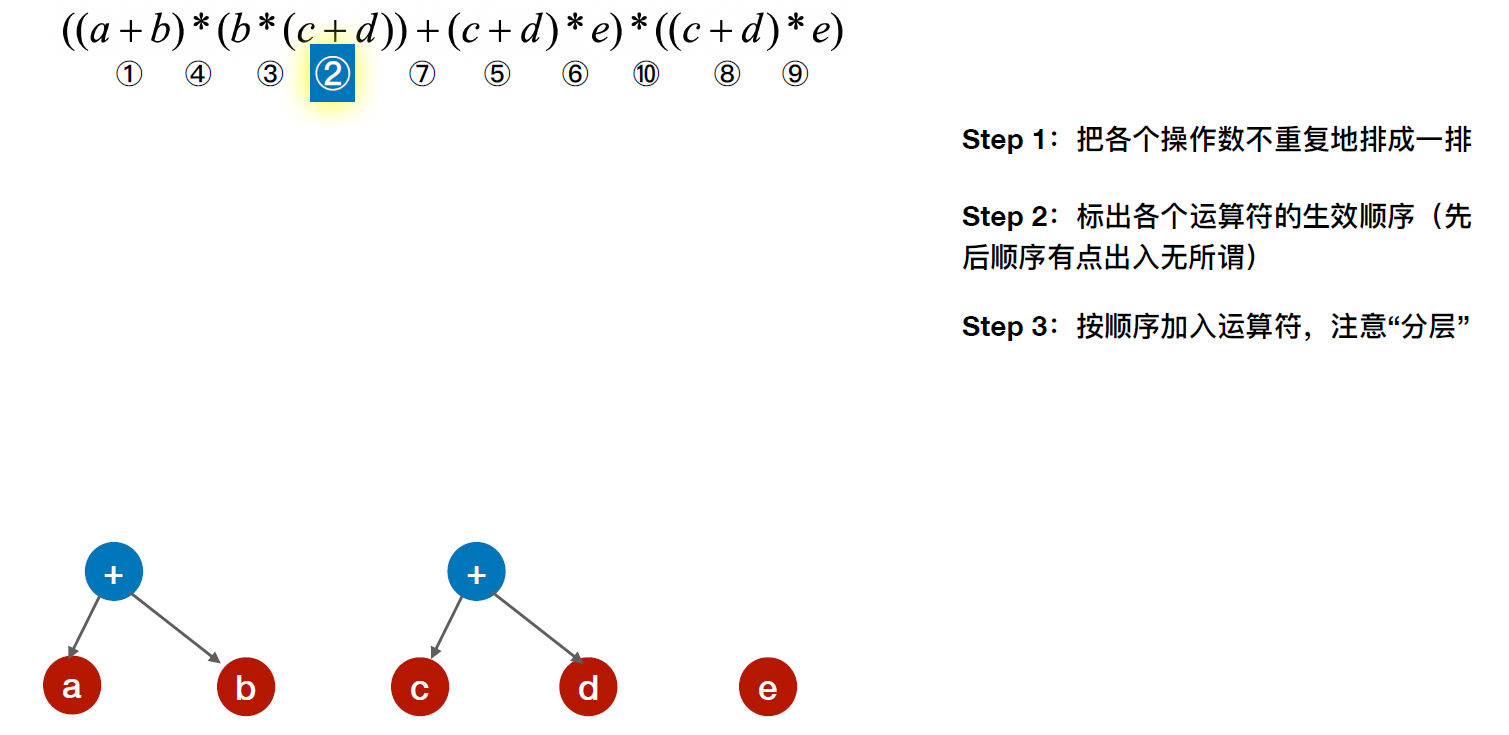 ((a+b)*(b*(c+d))+(c+d)*e)*((c+d)*e)
① ④ ③ ② ⑦ ⑤ ⑥ ⑩ ⑧ ⑨
Step 1：把各个操作数不重复地排成一排
Step 2：标出各个运算符的生效顺序（先
后顺序有点出入无所谓）
Step 3：按顺序加入运算符，注意“分层”
+ +
a b c d e